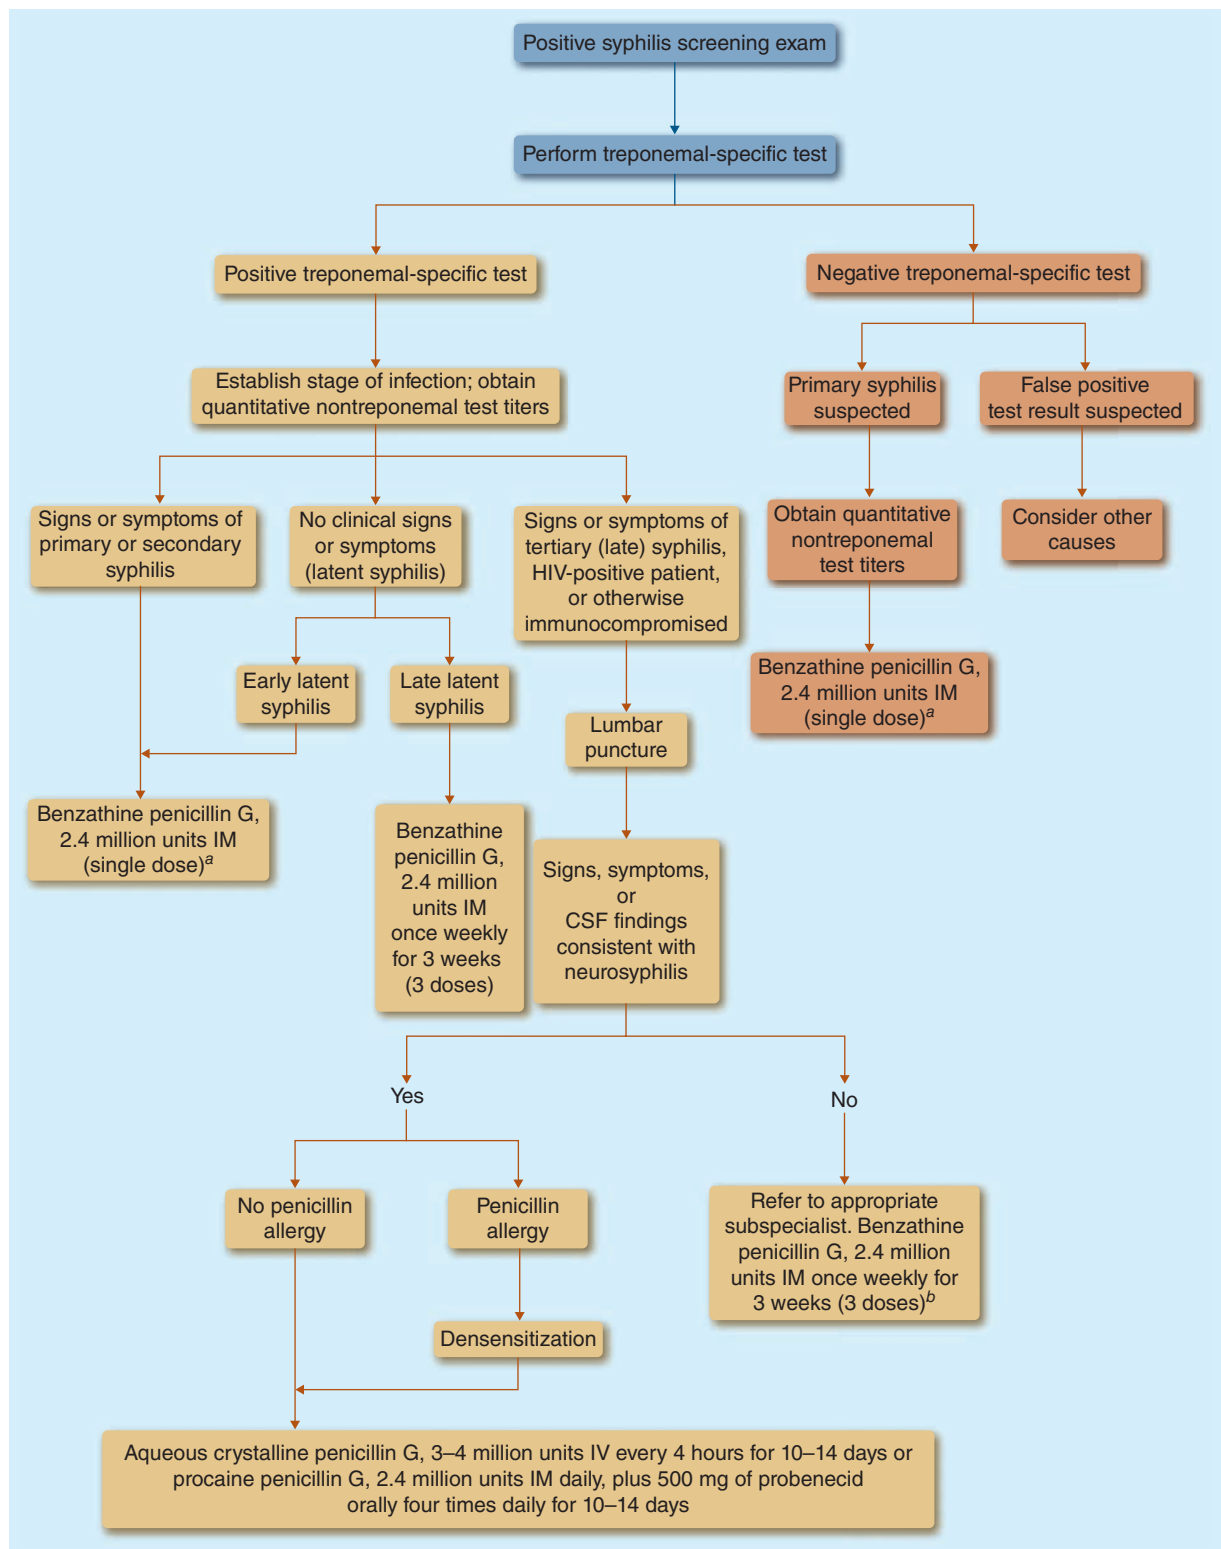 Positive syphilis screening exam
Perform treponemal-specific test
Positive treponemal-specific test
Negative treponemal-specific test
Establish stage of infection; obtain
quantitative nontreponemal test titers
Primary syphilis
suspected
False positive
test result suspected
Signs or symptoms of
primary or secondary
syphilis
No clinical signs
or symptoms
(latent syphilis)
Signs or symptoms of
tertiary (late) syphilis,
HIV-positive patient,
or otherwise
immunocompromised
Obtain quantitative
nontreponemal
test titers
Consider other
causes
Early latent
syphilis
Late latent
syphilis
Lumbar
puncture
Benzathine penicillin G,
2.4 million units IM
(single dose)a
Benzathine penicillin G,
2.4 million units IM
(single dose)a
Benzathine
penicillin G,
2.4 million
units IM
once weekly
for 3 weeks
(3 doses)
Signs, symptoms,
or
CSF findings
consistent with
neurosyphilis
Yes
No
No penicillin
allergy
Penicillin
allergy
Refer to appropriate
subspecialist. Benzathine
penicillin G, 2.4 million
units IM once weekly for
3 weeks (3 doses)b
Densensitization
Aqueous crystalline penicillin G, 3–4 million units IV every 4 hours for 10–14 days or
procaine penicillin G, 2.4 million units IM daily, plus 500 mg of probenecid
orally four times daily for 10–14 days